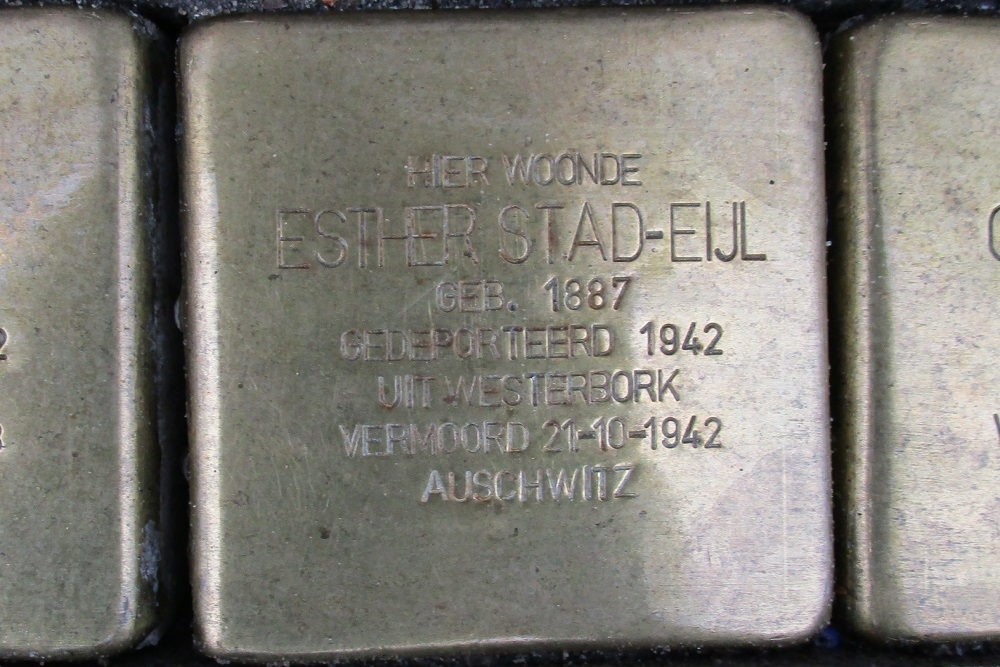 HIER WOONDE
ESTHER STAD-EIJL
GEB. 1887
GEDEPORTEERD 1942
UIT WESTERBORK
VERMOORD 21-10-1942
AUSCHWITZ